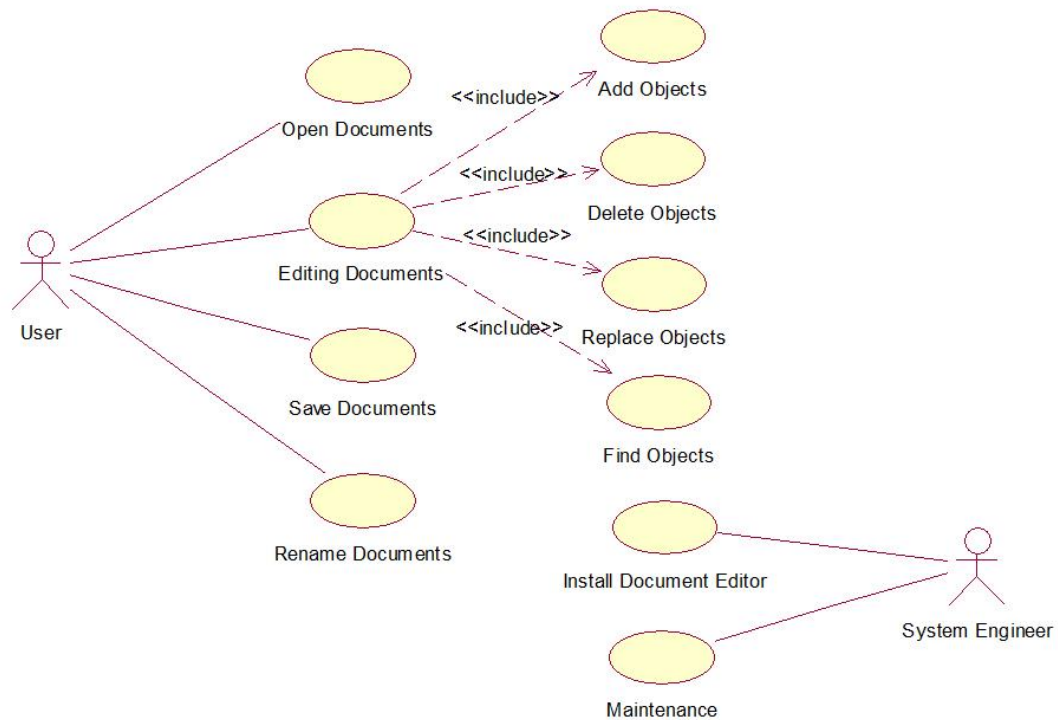 Add Objects
<<include>>
Open Documents
<<include>>
Delete Objects
<<include>>
Editing Documents
User
<<include>>
Replace Objects
Save Documents
Find Objects
Rename Documents
Install Document Editor
System Engineer
Maintenance